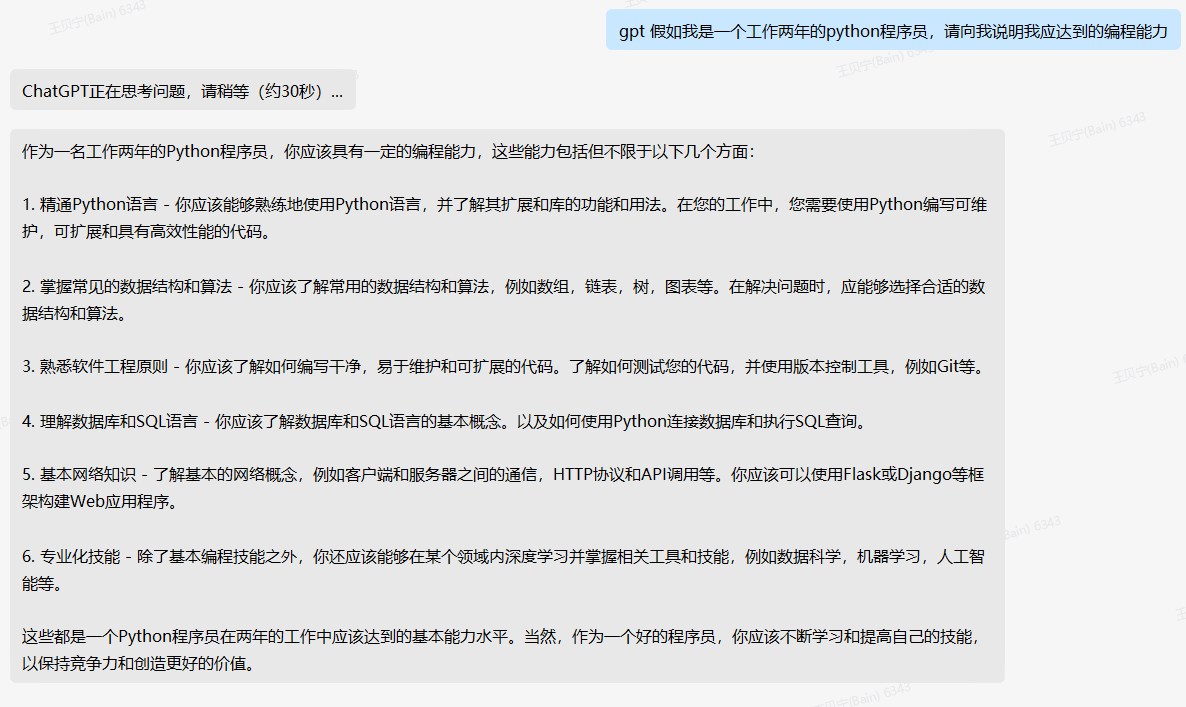 gpt 假如我是一个工作两年的python程序员，请向我说明我应达到的编程能力
ChatGPT正在思考问题，请稍等（约30秒）...
作为一名工作两年的Python程序员，你应该具有一定的编程能力，这些能力包括但不限于以下几个方面：
1. 精通Python语言 - 你应该能够熟练地使用Python语言，并了解其扩展和库的功能和用法。在您的工作中，您需要使用Python编写可维
护，可扩展和具有高效性能的代码。
2. 掌握常见的数据结构和算法 - 你应该了解常用的数据结构和算法，例如数组，链表，树，图表等。在解决问题时，应能够选择合适的数
据结构和算法。
3. 熟悉软件工程原则 - 你应该了解如何编写干净，易于维护和可扩展的代码。了解如何测试您的代码，并使用版本控制工具，例如Git等。
4. 理解数据库和SQL语言 - 你应该了解数据库和SQL语言的基本概念。以及如何使用Python连接数据库和执行SQL查询。
5. 基本网络知识 - 了解基本的网络概念，例如客户端和服务器之间的通信，HTTP协议和API调用等。你应该可以使用Flask或Django等框
架构建Web应用程序。
6. 专业化技能 - 除了基本编程技能之外，你还应该能够在某个领域内深度学习并掌握相关工具和技能，例如数据科学，机器学习，人工智
能等。
这些都是一个Python程序员在两年的工作中应该达到的基本能力水平。当然，作为一个好的程序员，你应该不断学习和提高自己的技能，
以保持竞争力和创造更好的价值。
王贝宁(Bain) 6343
王贝宁(Bain) 6343
王贝宁(Bain) 6343
王贝宁(Bain)
(Bain) 6343
王贝宁(Bain) 6343